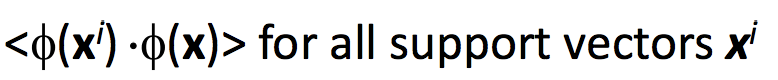 <ϕ(xⁱ) ·ϕ(x)> for all support vectors xⁱ